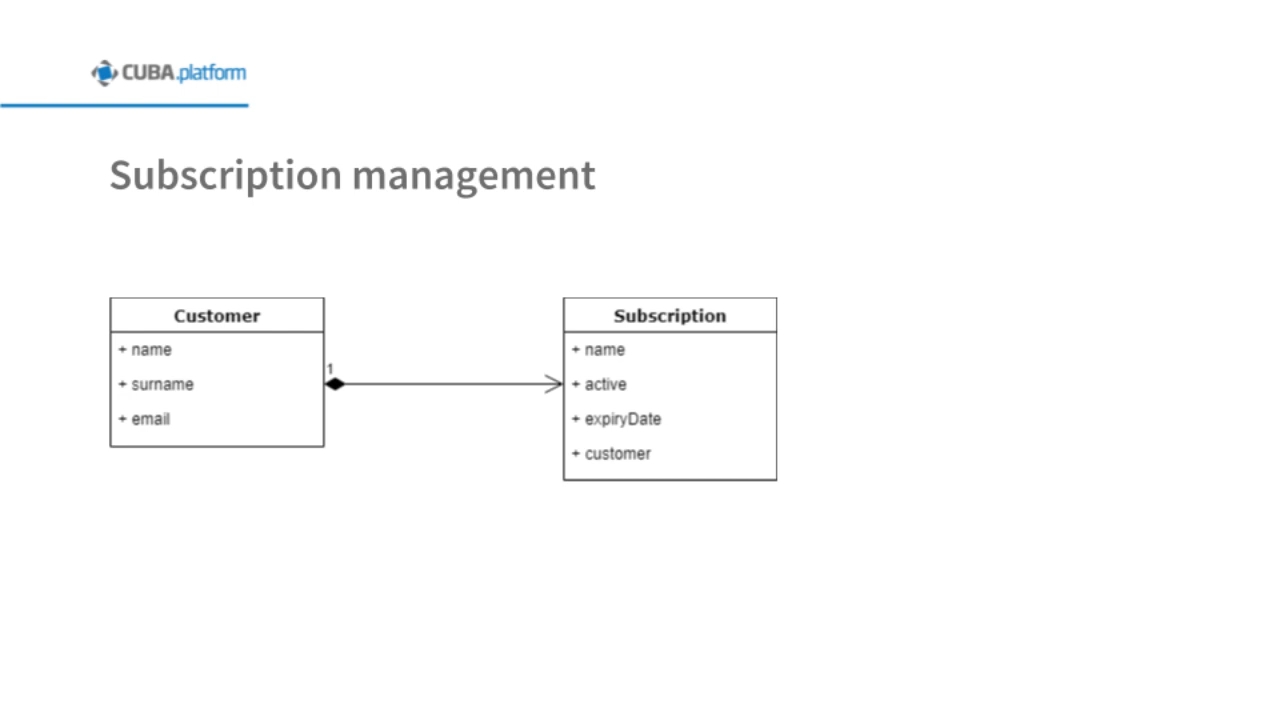 CUBA.platform
Subscription management
Customer
+ name
+ surname
+ email
1
Subscription
+ name
+ active
+ expiryDate
+ customer